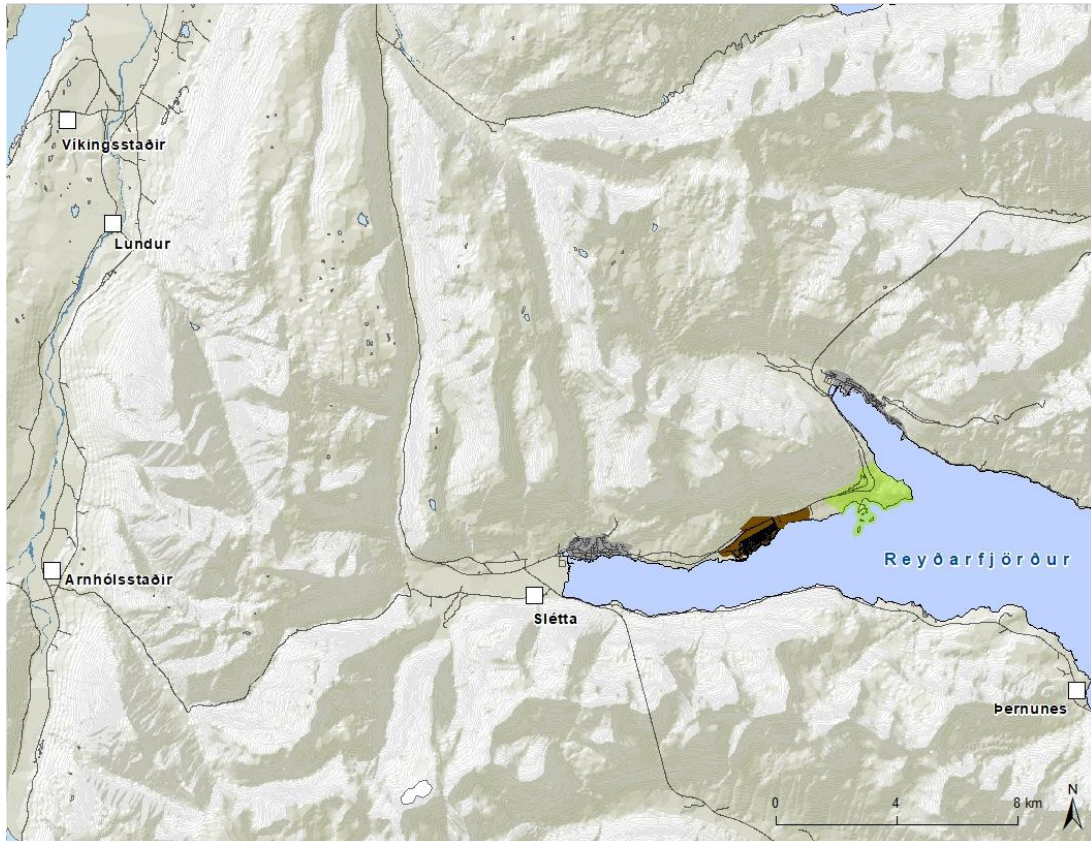 Víkingsstaðir
Lundur
Reyðarfjörður
Arnhólsstaðir
Slétta
Þernunes
N
0 4 8 km